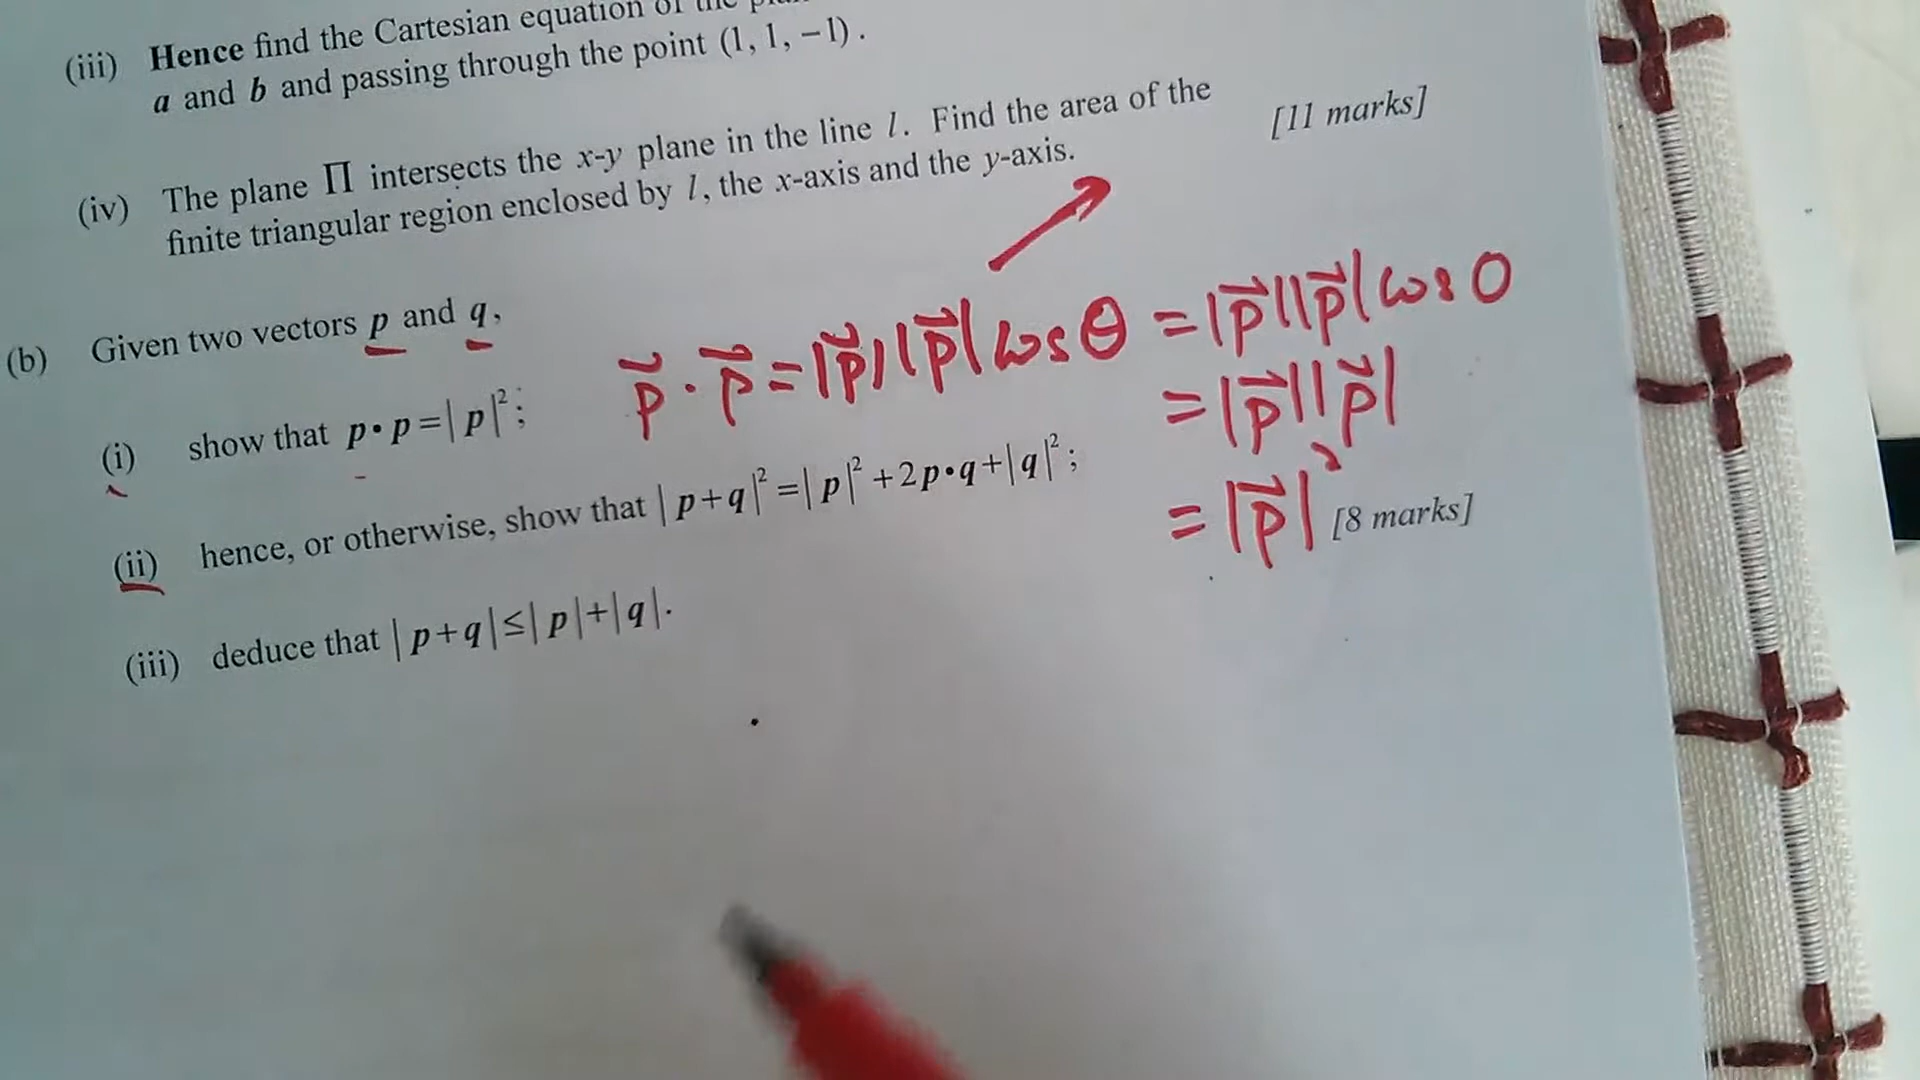 (iii) Hence find the Cartesian equation of the
a and b and passing through the point (1, 1, −1) .
[11 marks]
(iv) The plane Π intersects the x-y plane in the line l. Find the area of the
finite triangular region enclosed by l, the x-axis and the y-axis.
(b) Given two vectors p and q,
p⃗ · p⃗ = |p⃗||p⃗| cos θ = |p⃗||p⃗| cos 0
= |p⃗||p⃗|
= |p⃗|²
(i) show that p•p=|p|²;
(ii) hence, or otherwise, show that |p+q|²=|p|²+2p•q+|q|²;
[8 marks]
(iii) deduce that |p+q|≤|p|+|q|.